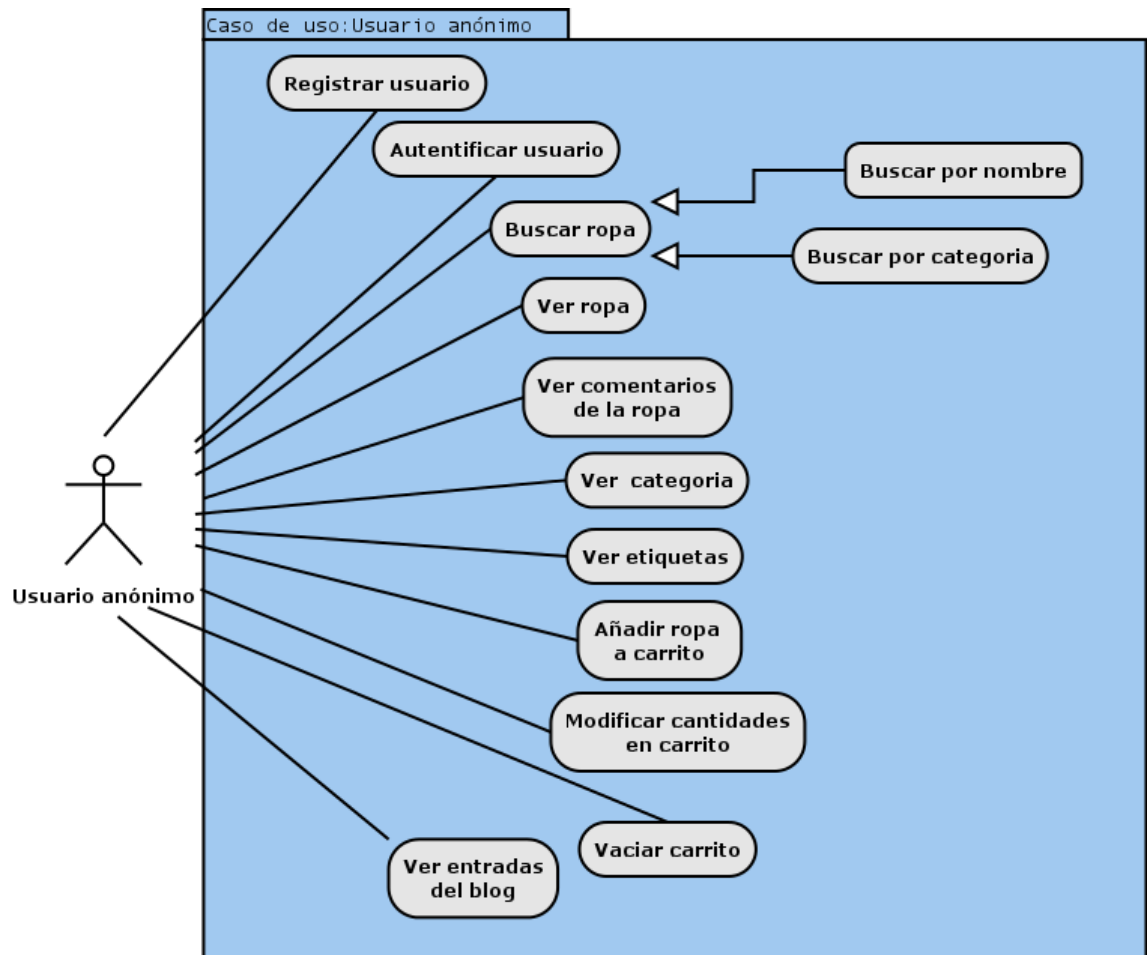 Caso de uso:Usuario anónimo
Registrar usuario
Autentificar usuario
Buscar por nombre
Buscar ropa
Buscar por categoria
Ver ropa
Ver comentarios
de la ropa
Ver categoria
Ver etiquetas
Usuario anónimo
Añadir ropa
a carrito
Modificar cantidades
en carrito
Vaciar carrito
Ver entradas
del blog